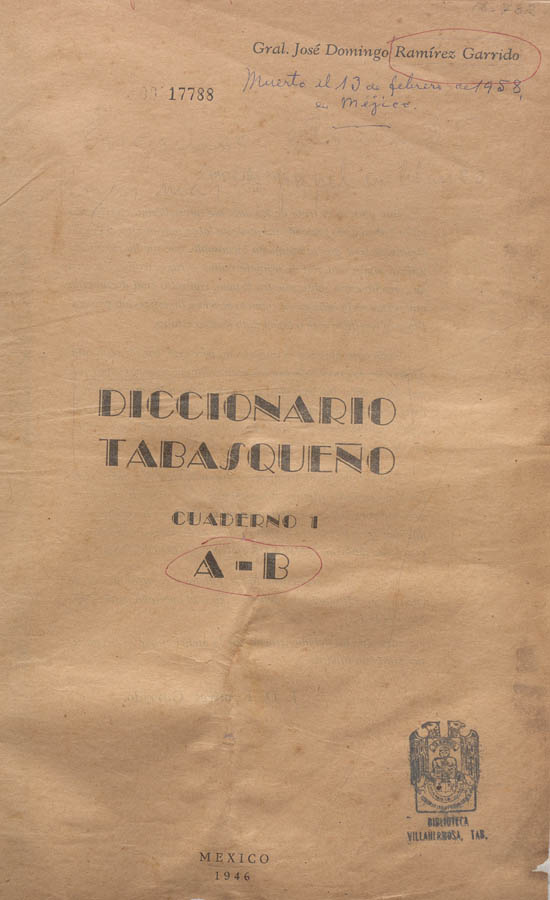 Gral. José Domingo Ramírez Garrido
Muerto el 13 de febrero de 1958,
en Méjico.
17788
DICCIONARIO
TABASQUEÑO
CUADERNO 1
A - B
BIBLIOTECA
VILLAHERMOSA, TAB.
MEXICO
1946